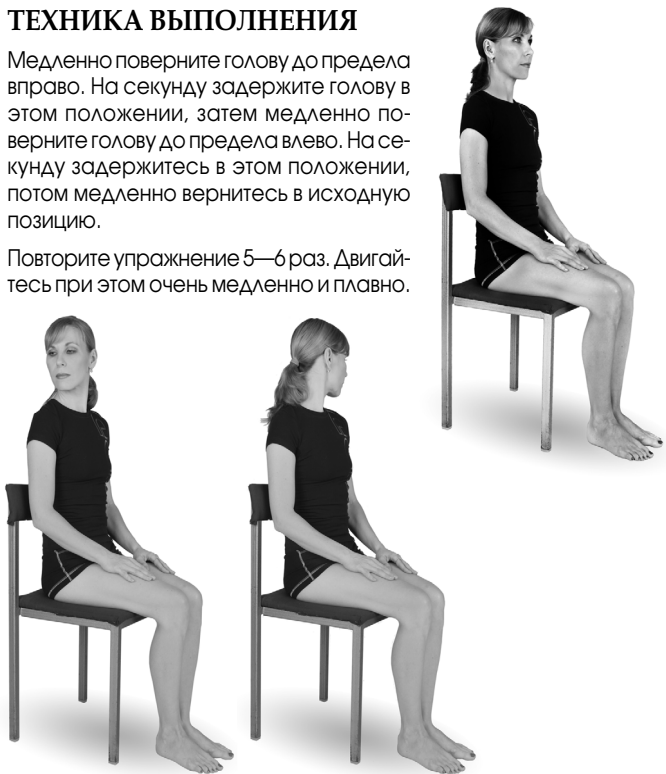 ТЕХНИКА ВЫПОЛНЕНИЯ
Медленно поверните голову до предела
вправо. На секунду задержите голову в
этом положении, затем медленно по-
верните голову до предела влево. На се-
кунду задержитесь в этом положении,
потом медленно вернитесь в исходную
позицию.
Повторите упражнение 5—6 раз. Двигай-
тесь при этом очень медленно и плавно.